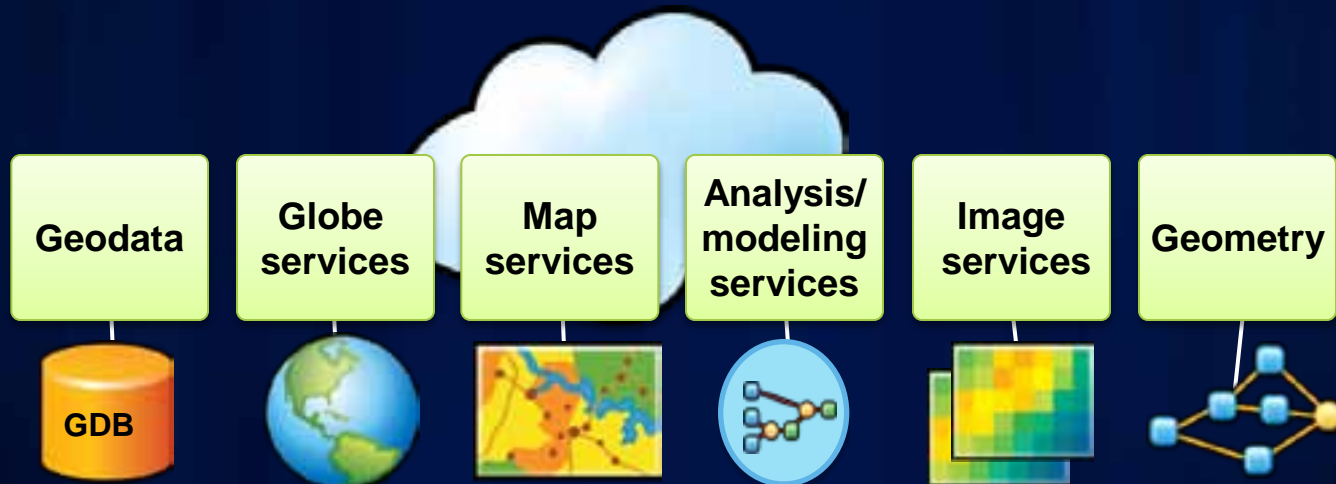 Geodata
Globe
services
Map
services
Analysis/
modeling
services
Image
services
Geometry
GDB